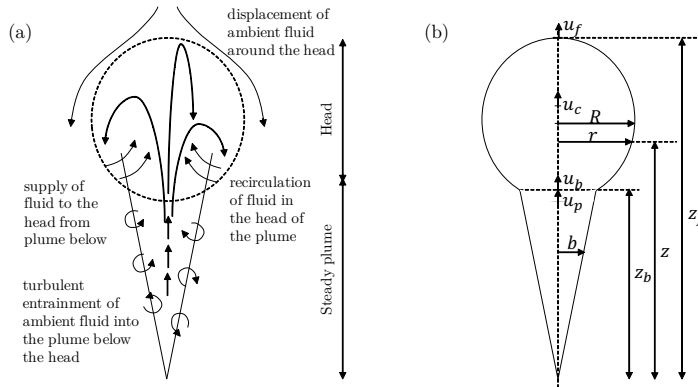 (a)
displacement of
ambient fluid
around the head
Head
supply of
fluid to the
head from
plume below
recirculation
of fluid in
the head of
the plume
Steady plume
turbulent
entrainment of
ambient fluid into
the plume below
the head
(b)
u_f
u_c
R
r
u_b
u_p
b
z_b
z